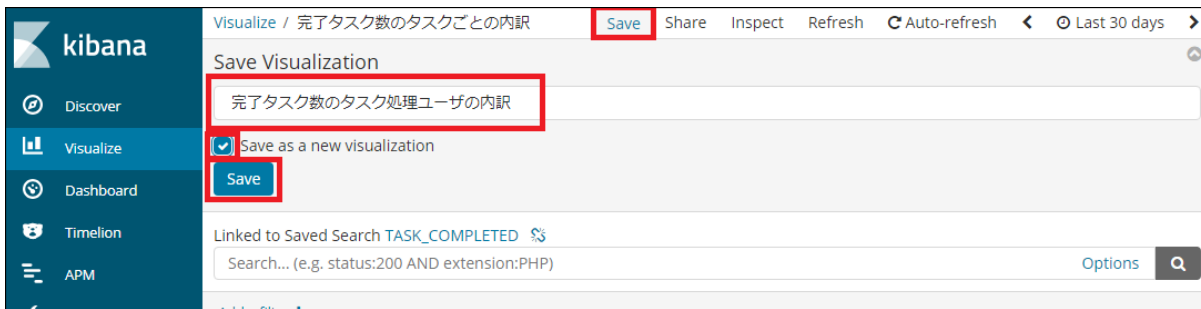 kibana
Discover
Visualize
Dashboard
Timelion
APM
Visualize / 完了タスク数のタスクごとの内訳 Save Share Inspect Refresh Auto-refresh Last 30 days
Save Visualization
完了タスク数のタスク処理ユーザの内訳
Save as a new visualization
Save
Linked to Saved Search TASK_COMPLETED
Search... (e.g. status:200 AND extension:PHP) Options